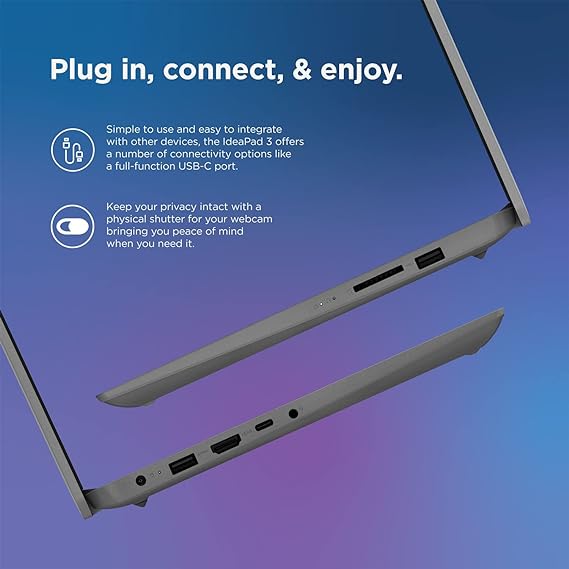 Plug in, connect, & enjoy.
Simple to use and easy to integrate
with other devices, the IdeaPad 3 offers
a number of connectivity options like
a full-function USB-C port.
Keep your privacy intact with a
physical shutter for your webcam
bringing you peace of mind
when you need it.